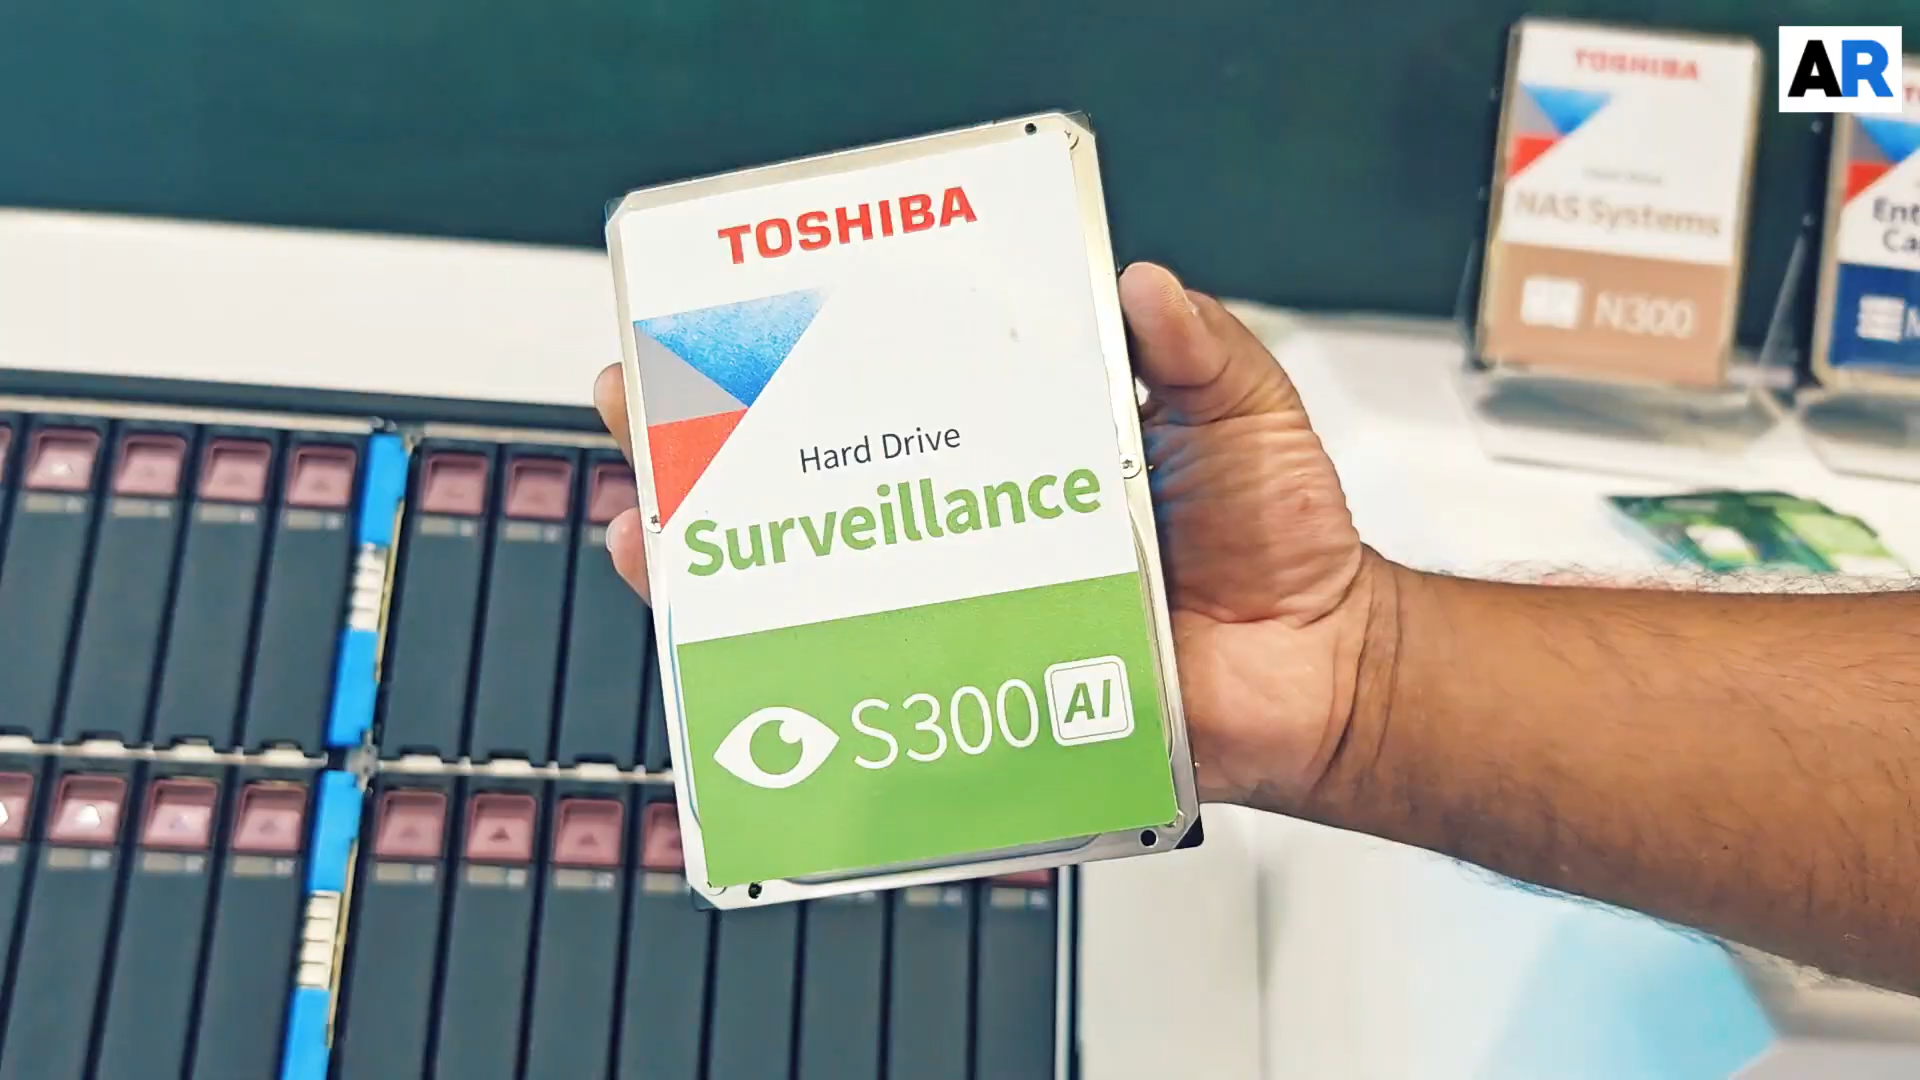 AR
TOSHIBA
Hard Drive
Surveillance
S300 AI
TOSHIBA
NAS Systems
N300